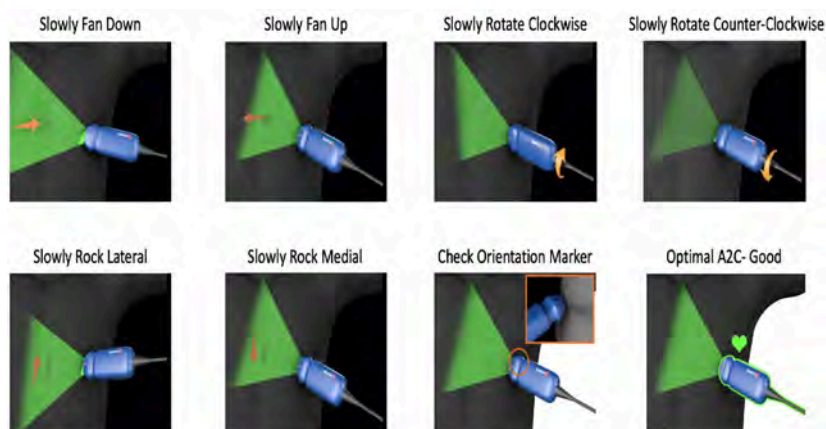 Slowly Fan Down
Slowly Fan Up
Slowly Rotate Clockwise
Slowly Rotate Counter-Clockwise
Slowly Rock Lateral
Slowly Rock Medial
Check Orientation Marker
Optimal A2C- Good